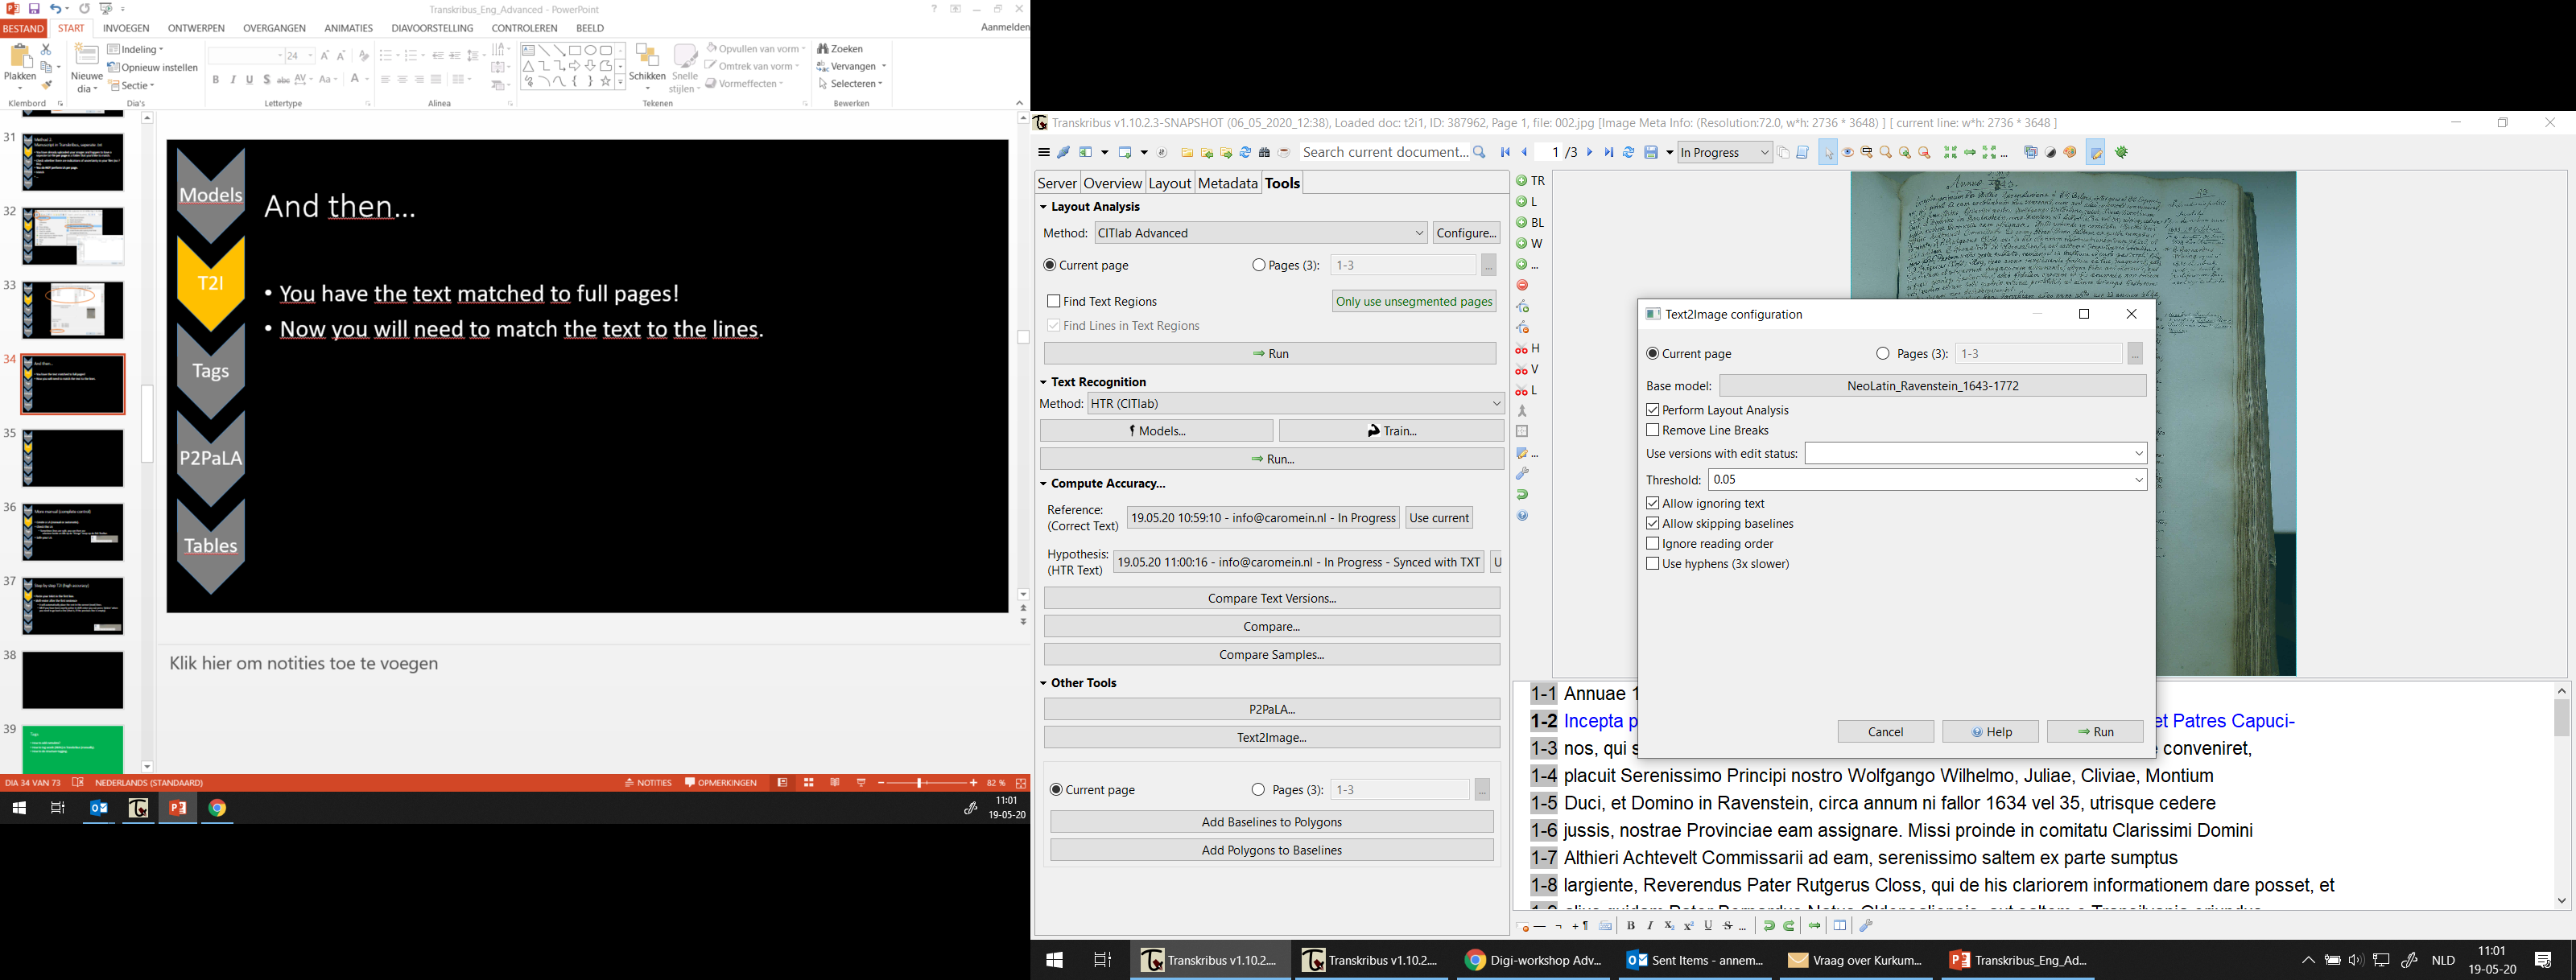 Transkribus_Eng_Advanced - PowerPoint
BESTAND START INVOEGEN ONTWERPEN OVERGANGEN ANIMATIES DIAVOORSTELLING CONTROLEREN BEELD Aanmelden
Plakken
Klembord
Nieuwe dia
Indeling
Opnieuw instellen
Sectie
Dia's
24
Lettertype
Alinea
Schikken
Snelle stijlen
Opvullen van vorm
Omtrek van vorm
Vormeffecten
Tekenen
Zoeken
Vervangen
Selecteren
Bewerken
31
32
33
34
35
36
37
38
39
Models
T2I
Tags
P2PaLA
Tables
And then...
• You have the text matched to full pages!
• Now you will need to match the text to the lines.
Klik hier om notities toe te voegen
DIA 34 VAN 73 NEDERLANDS (STANDAARD) NOTITIES OPMERKINGEN 82 %
11:01
19-05-20
Transkribus v1.10.2.3-SNAPSHOT (06_05_2020_12:38), Loaded doc: t2i1, ID: 387962, Page 1, file: 002.jpg [Image Meta Info: (Resolution:72.0, w*h: 2736 * 3648) ] [ current line: w*h: 2736 * 3648 ]
Search current document... 1 /3 In Progress
Server Overview Layout Metadata Tools
Layout Analysis
Method: CITlab Advanced Configure...
Current page Pages (3): 1-3 ...
Find Text Regions Only use unsegmented pages
Find Lines in Text Regions
Run
Text Recognition
Method: HTR (CITlab)
Models... Train...
Run...
Compute Accuracy...
Reference:
(Correct Text) 19.05.20 10:59:10 - info@caromein.nl - In Progress Use current
Hypothesis:
(HTR Text) 19.05.20 11:00:16 - info@caromein.nl - In Progress - Synced with TXT U
Compare Text Versions...
Compare...
Compare Samples...
Other Tools
P2PaLA...
Text2Image...
Current page Pages (3): 1-3 ...
Add Baselines to Polygons
Add Polygons to Baselines
TR
L
BL
W
...
H
V
L
...
Text2Image configuration
Current page Pages (3): 1-3 ...
Base model: NeoLatin_Ravenstein_1643-1772
Perform Layout Analysis
Remove Line Breaks
Use versions with edit status:
Threshold: 0.05
Allow ignoring text
Allow skipping baselines
Ignore reading order
Use hyphens (3x slower)
Cancel Help Run
1-1 Annuae 1
1-2 Incepta p et Patres Capuci-
1-3 nos, qui s conveniret,
1-4 placuit Serenissimo Principi nostro Wolfgango Wilhelmo, Juliae, Cliviae, Montium
1-5 Duci, et Domino in Ravenstein, circa annum ni fallor 1634 vel 35, utrisque cedere
1-6 jussis, nostrae Provinciae eam assignare. Missi proinde in comitatu Clarissimi Domini
1-7 Althieri Achtevelt Commissarii ad eam, serenissimo saltem ex parte sumptus
1-8 largiente, Reverendus Pater Rutgerus Closs, qui de his clariorem informationem dare posset, et
Transkribus v1.10.2.... Transkribus v1.10.2.... Digi-workshop Adv... Sent Items - annem... Vraag over Kurkum... Transkribus_Eng_Ad... NLD
11:01
19-05-20